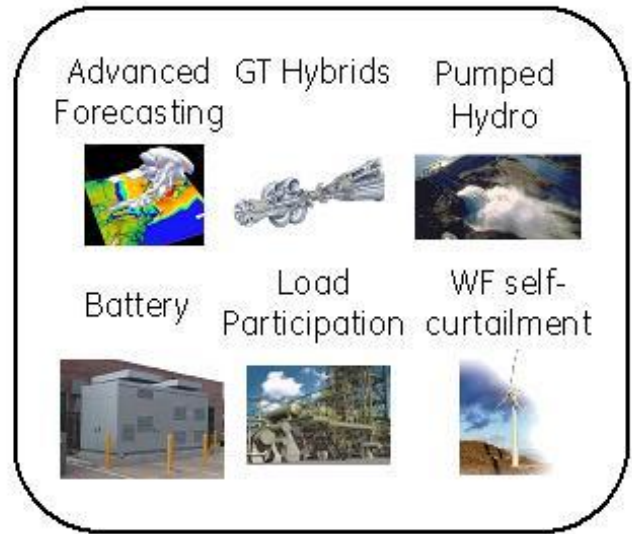 Advanced
Forecasting
GT Hybrids
Pumped
Hydro
Battery
Load
Participation
WF self-
curtailment